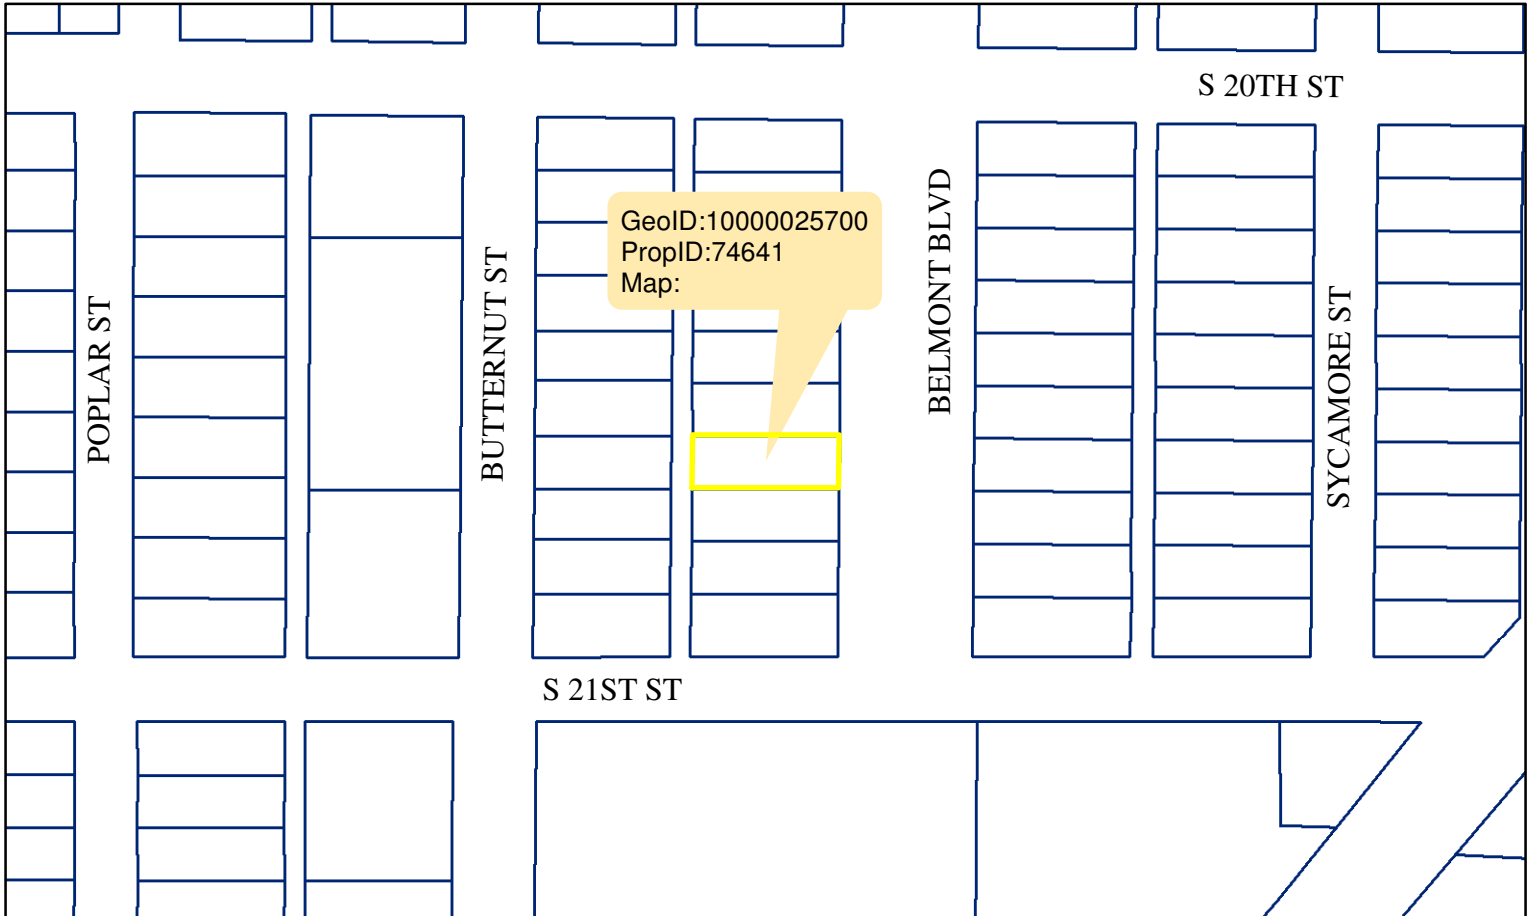 S 20TH ST
GeoID:10000025700
PropID:74641
Map:
POPLAR ST
BUTTERNUT ST
BELMONT BLVD
SYCAMORE ST
S 21ST ST